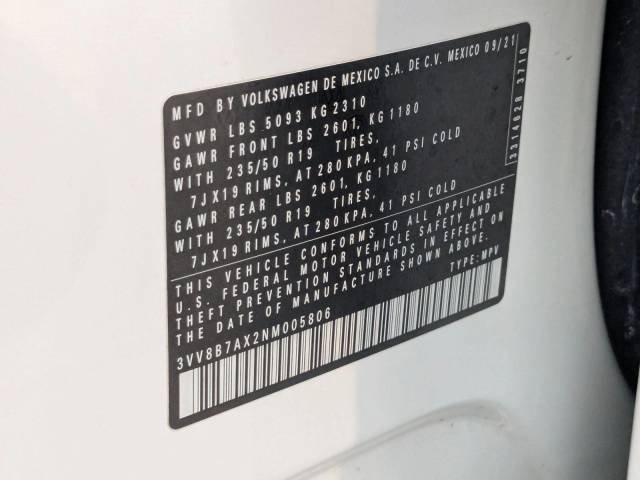 MFD BY VOLKSWAGEN DE MEXICO S.A. DE C.V. MEXICO 09/21
GVWR LBS 5093 KG 2310
GAWR FRONT LBS 2601, KG 1180
WITH 235/50 R19 TIRES,
7JX19 RIMS, AT 280 KPA, 41 PSI COLD
GAWR REAR LBS 2601, KG 1180
WITH 235/50 R19 TIRES,
7JX19 RIMS, AT 280 KPA, 41 PSI COLD
THIS VEHICLE CONFORMS TO ALL APPLICABLE
U.S. FEDERAL MOTOR VEHICLE SAFETY AND
THEFT PREVENTION STANDARDS IN EFFECT ON
THE DATE OF MANUFACTURE SHOWN ABOVE.
TYPE: MPV
3VV8B7AX2NM005806
3314628 3710